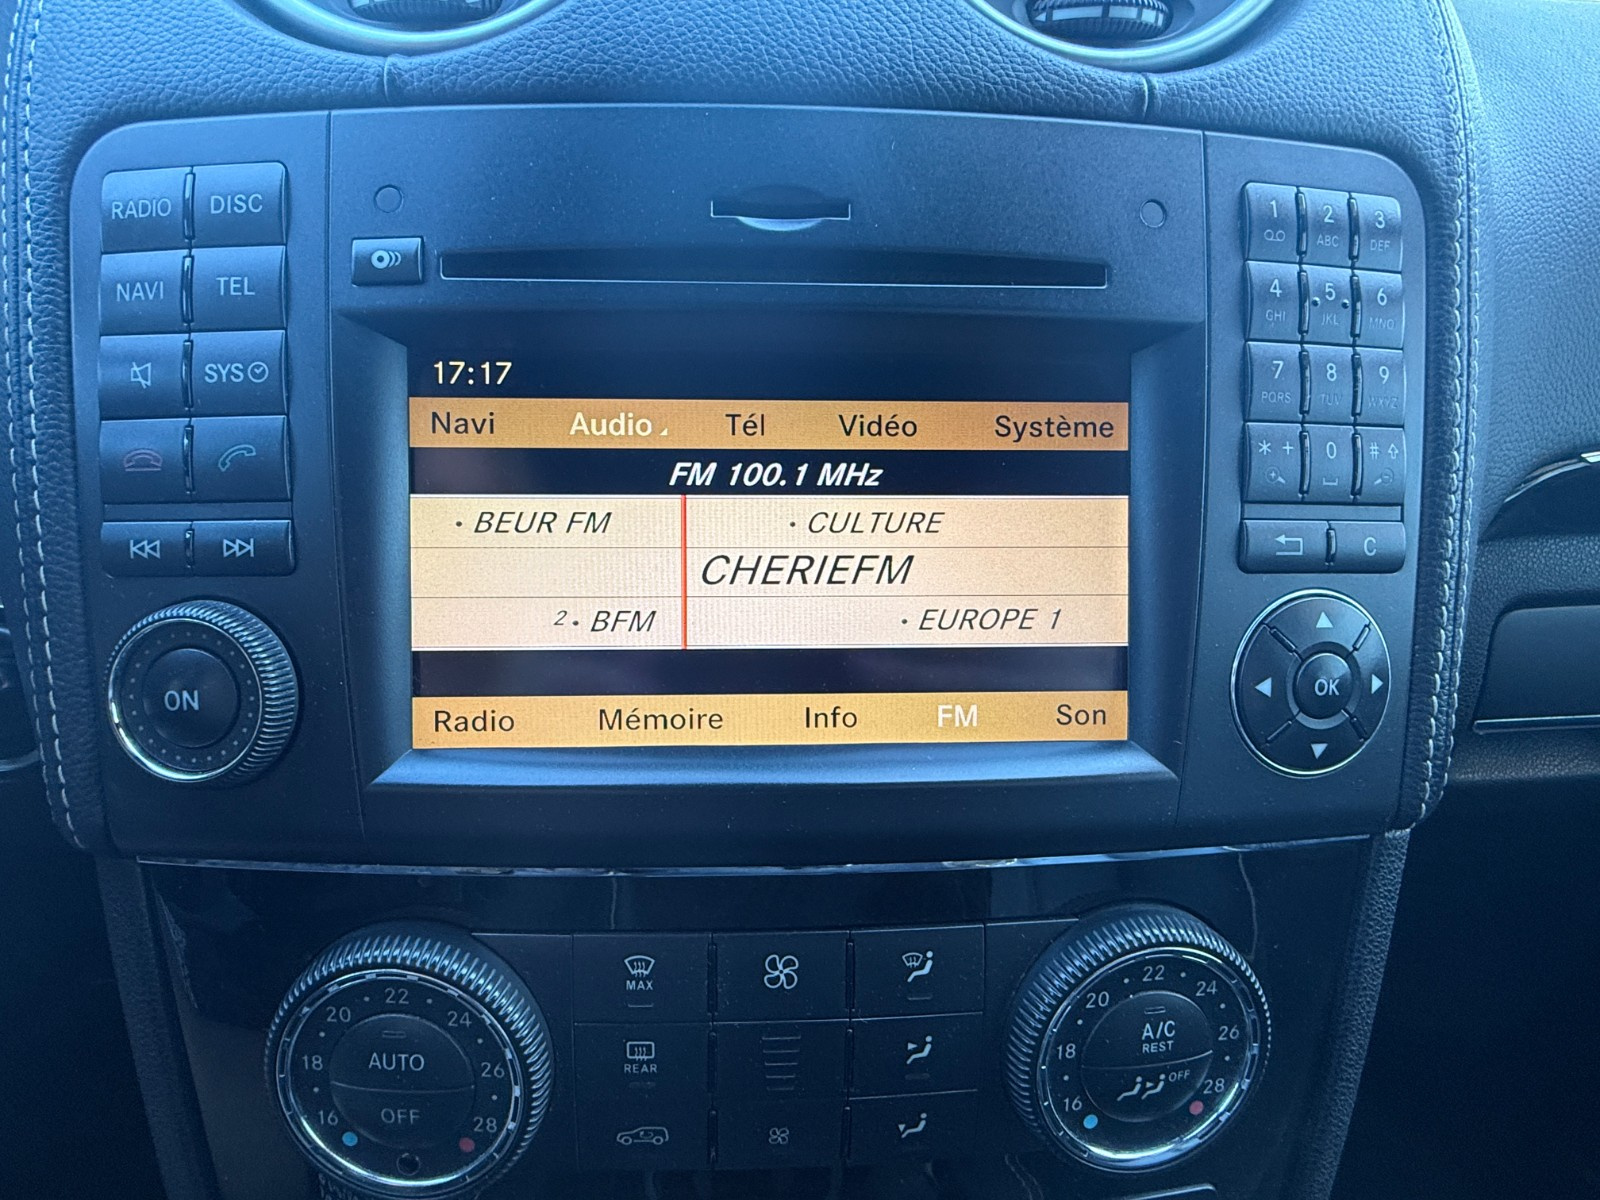 RADIO DISC
NAVI TEL
SYS
ON
17:17
Navi Audio Tél Vidéo Système
FM 100.1 MHz
· BEUR FM · CULTURE
CHERIEFM
2· BFM · EUROPE 1
Radio Mémoire Info FM Son
1 2 3
ABC DEF
4 5 6
GHI JKL MNO
7 8 9
PQRS TUV WXYZ
* + 0 #
C
OK
16 18 20 22 24 26 28
AUTO
OFF
MAX
REAR
16 18 20 22 24 26 28
A/C
REST
OFF